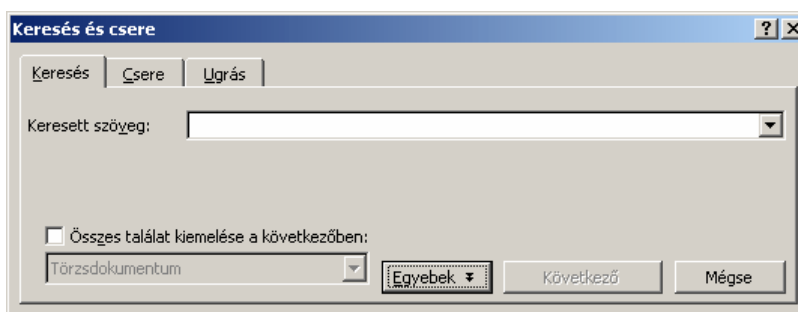 Keresés és csere
Keresés Csere Ugrás
Keresett szöveg:
Összes találat kiemelése a következőben:
Törzsdokumentum
Egyebek Következő Mégse